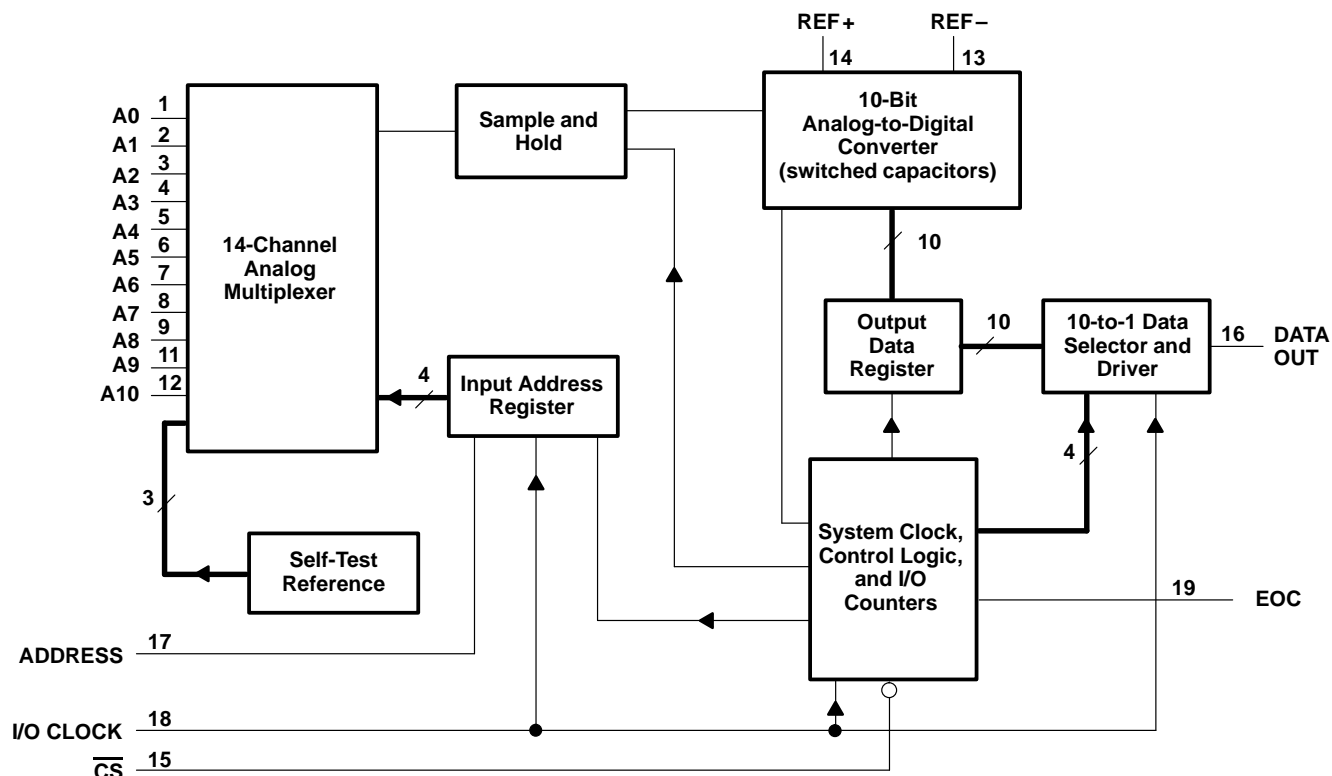 REF+
REF−
14
13
10-Bit
Analog-to-Digital
Converter
(switched capacitors)
Sample and
Hold
14-Channel
Analog
Multiplexer
A0 1
A1 2
A2 3
A3 4
A4 5
A5 6
A6 7
A7 8
A8 9
A9 11
A10 12
10
Output
Data
Register
10
10-to-1 Data
Selector and
Driver
16
DATA
OUT
4
Input Address
Register
4
3
Self-Test
Reference
System Clock,
Control Logic,
and I/O
Counters
19
EOC
ADDRESS 17
I/O CLOCK 18
C̅S̅ 15